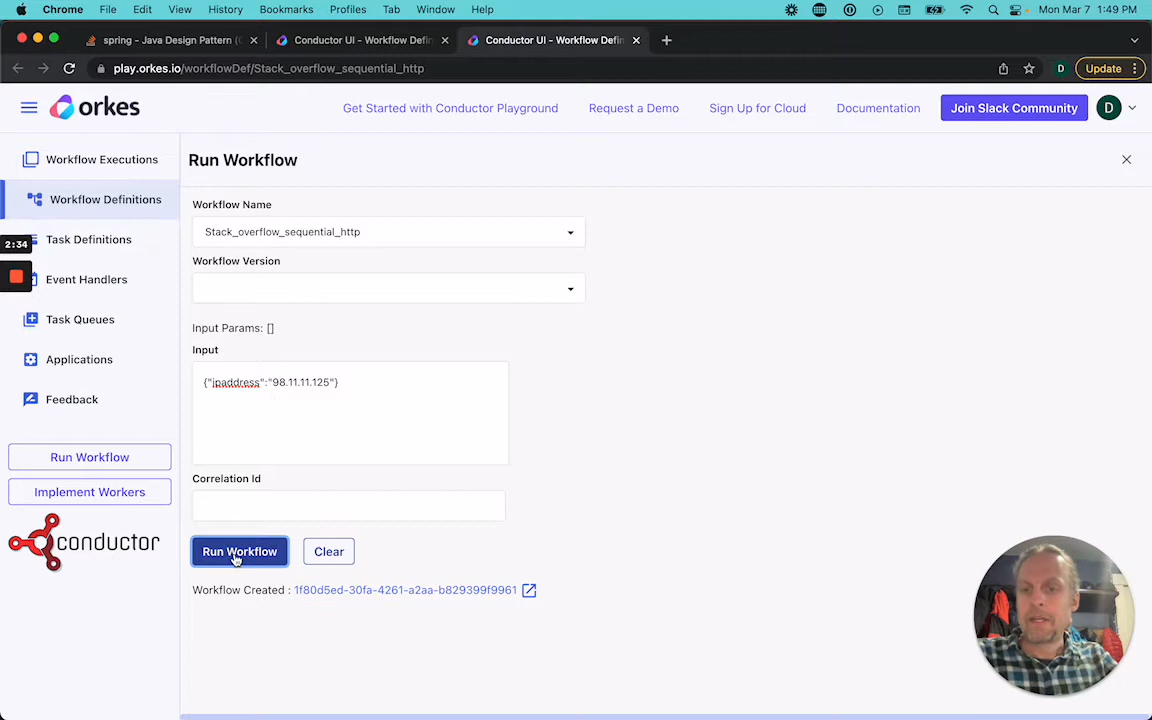 Chrome File Edit View History Bookmarks Profiles Tab Window Help Mon Mar 7 1:49 PM
spring - Java Design Pattern (
Conductor UI - Workflow Defin
Conductor UI - Workflow Defin
play.orkes.io/workflowDef/Stack_overflow_sequential_http
D
Update
orkes
Get Started with Conductor Playground
Request a Demo
Sign Up for Cloud
Documentation
Join Slack Community
D
Workflow Executions
Workflow Definitions
2:34
Task Definitions
Event Handlers
Task Queues
Applications
Feedback
Run Workflow
Implement Workers
conductor
Run Workflow
Workflow Name
Stack_overflow_sequential_http
Workflow Version
Input Params: []
Input
{"ipaddress":"98.11.11.125"}
Correlation Id
Run Workflow
Clear
Workflow Created : 1f80d5ed-30fa-4261-a2aa-b829399f9961